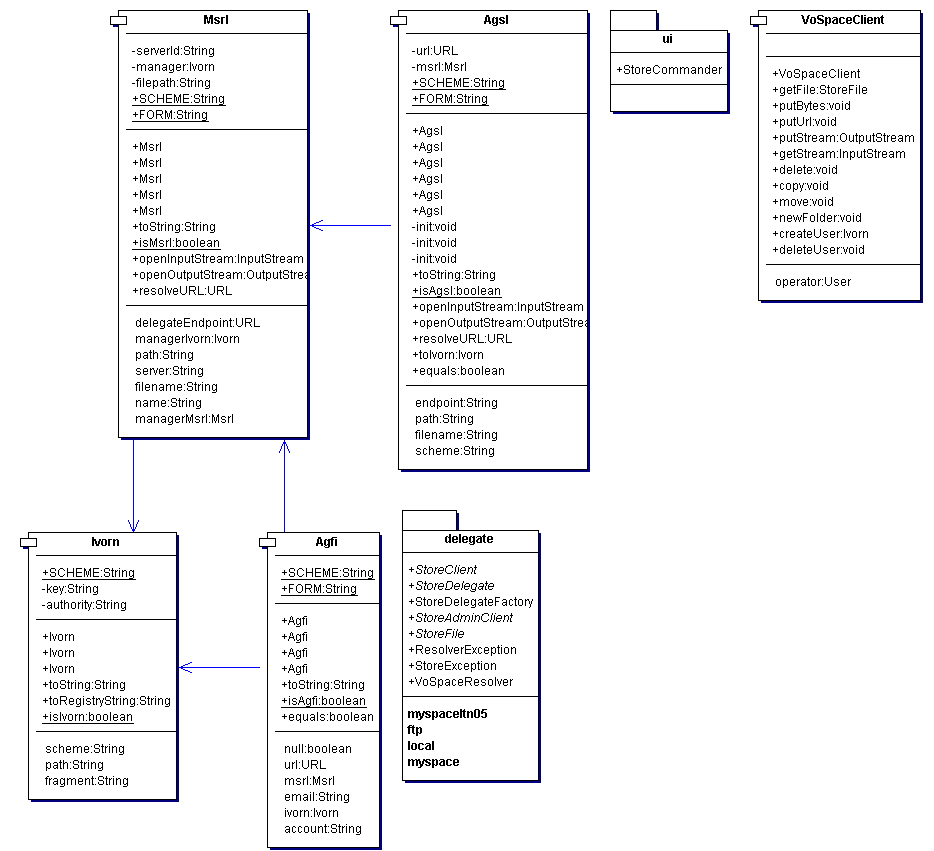 Msrl
-serverId:String
-manager:Ivorn
-filepath:String
+SCHEME:String
+FORM:String
+Msrl
+Msrl
+Msrl
+Msrl
+Msrl
+toString:String
+isMsrl:boolean
+openInputStream:InputStream
+openOutputStream:OutputStrea
+resolveURL:URL
delegateEndpoint:URL
managerIvorn:Ivorn
path:String
server:String
filename:String
name:String
managerMsrl:Msrl
Agsl
-url:URL
-msrl:Msrl
+SCHEME:String
+FORM:String
+Agsl
+Agsl
+Agsl
+Agsl
+Agsl
+Agsl
-init:void
-init:void
-init:void
+toString:String
+isAgsl:boolean
+openInputStream:InputStream
+openOutputStream:OutputStrea
+resolveURL:URL
+toIvorn:Ivorn
+equals:boolean
endpoint:String
path:String
filename:String
scheme:String
ui
+StoreCommander
VoSpaceClient
+VoSpaceClient
+getFile:StoreFile
+putBytes:void
+putUrl:void
+putStream:OutputStream
+getStream:InputStream
+delete:void
+copy:void
+move:void
+newFolder:void
+createUser:Ivorn
+deleteUser:void
operator:User
Ivorn
+SCHEME:String
-key:String
-authority:String
+Ivorn
+Ivorn
+Ivorn
+toString:String
+toRegistryString:String
+isIvorn:boolean
scheme:String
path:String
fragment:String
Agfi
+SCHEME:String
+FORM:String
+Agfi
+Agfi
+Agfi
+Agfi
+toString:String
+isAgfi:boolean
+equals:boolean
null:boolean
url:URL
msrl:Msrl
email:String
ivorn:Ivorn
account:String
delegate
+StoreClient
+StoreDelegate
+StoreDelegateFactory
+StoreAdminClient
+StoreFile
+ResolverException
+StoreException
+VoSpaceResolver
myspaceItn05
ftp
local
myspace